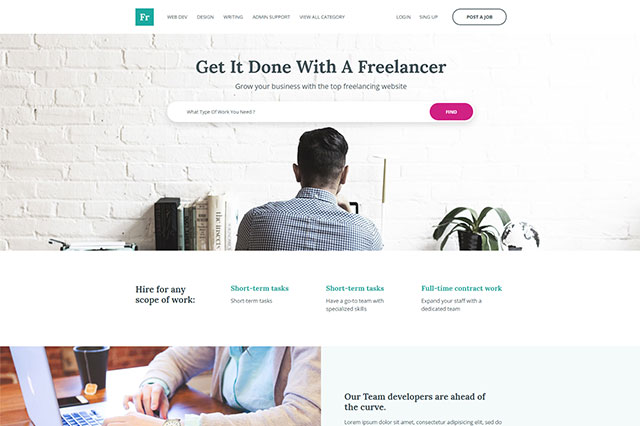 Fr
WEB DEV DESIGN WRITING ADMIN SUPPORT VIEW ALL CATEGORY LOGIN SING UP POST A JOB
Get It Done With A Freelancer
Grow your business with the top freelancing website
What Type Of Work You Need ?
FIND
Hire for any
scope of work:
Short-term tasks
Short-term tasks
Short-term tasks
Have a go-to team with
specialized skills
Full-time contract work
Expand your staff with a
dedicated team
Our Team developers are ahead of
the curve.
Lorem ipsum dolor sit amet, consectetur adipisicing elit, sed do